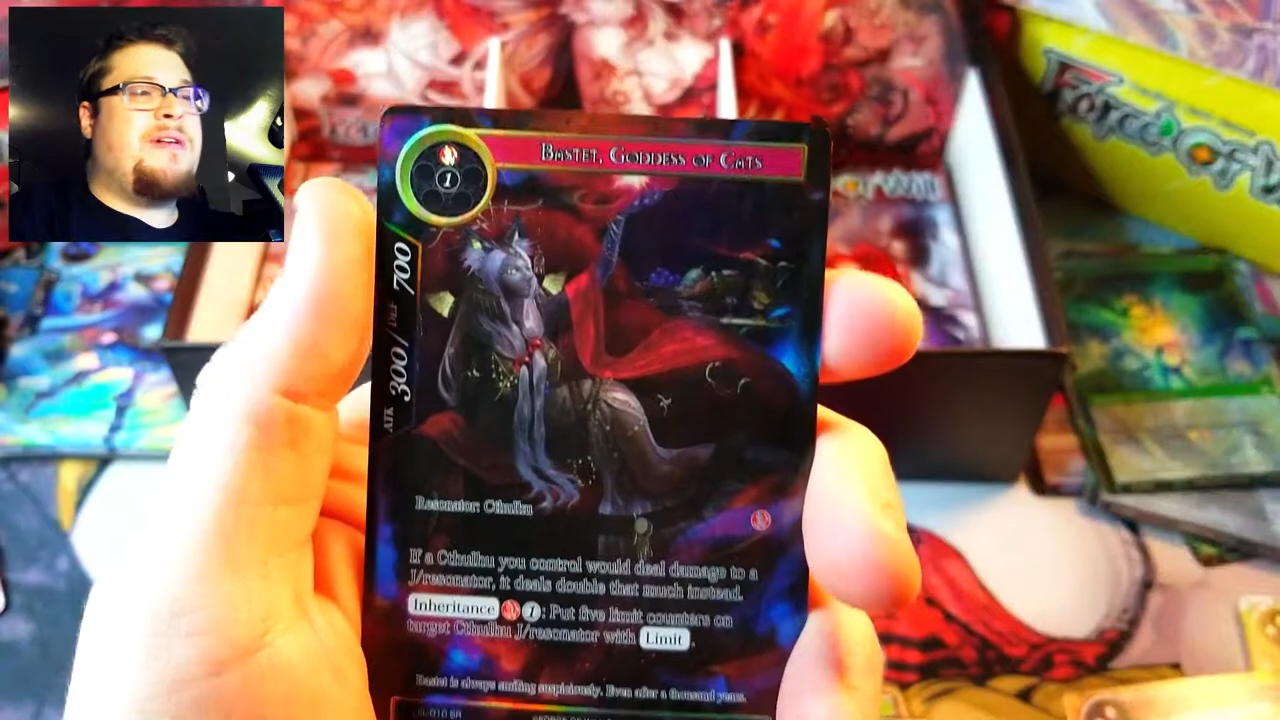 1
BASTET, GODDESS OF CATS
FORCE OF W
ATK 300/ DEF 700
Resonator: Cthulhu
If a Cthulhu you control would deal damage to a
J/resonator, it deals double that much instead.
Inheritance 1: Put five limit counters on
target Cthulhu J/resonator with Limit.
Bastet is always smiling suspiciously. Even after a thousand years.